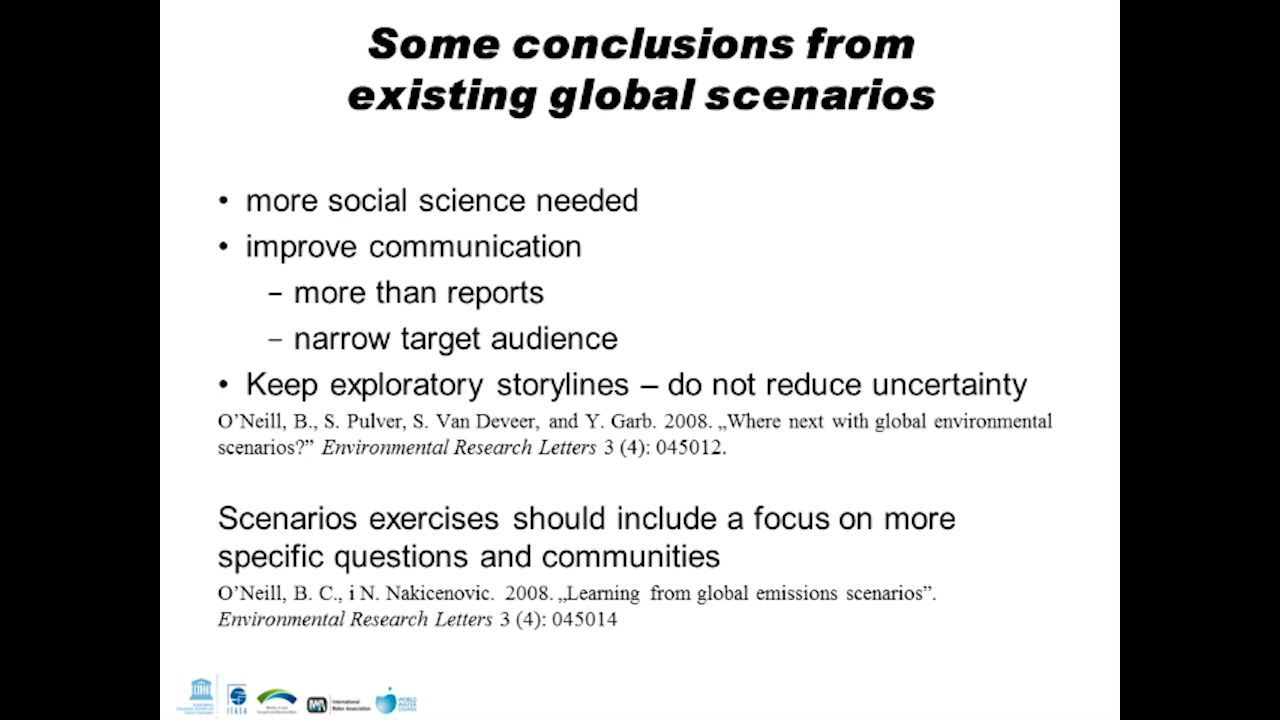 Some conclusions from
existing global scenarios
• more social science needed
• improve communication
– more than reports
– narrow target audience
• Keep exploratory storylines – do not reduce uncertainty
O’Neill, B., S. Pulver, S. Van Deveer, and Y. Garb. 2008. „Where next with global environmental
scenarios?” Environmental Research Letters 3 (4): 045012.
Scenarios exercises should include a focus on more
specific questions and communities
O’Neill, B. C., i N. Nakicenovic. 2008. „Learning from global emissions scenarios”.
Environmental Research Letters 3 (4): 045014
IIASA
International
Water Association
WORLD
WATER
COUNCIL